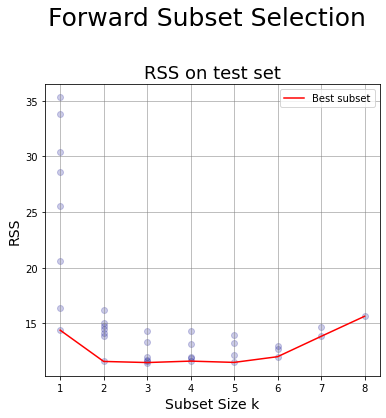 Forward Subset Selection
RSS on test set
Best subset
RSS
35
30
25
20
15
1 2 3 4 5 6 7 8
Subset Size k